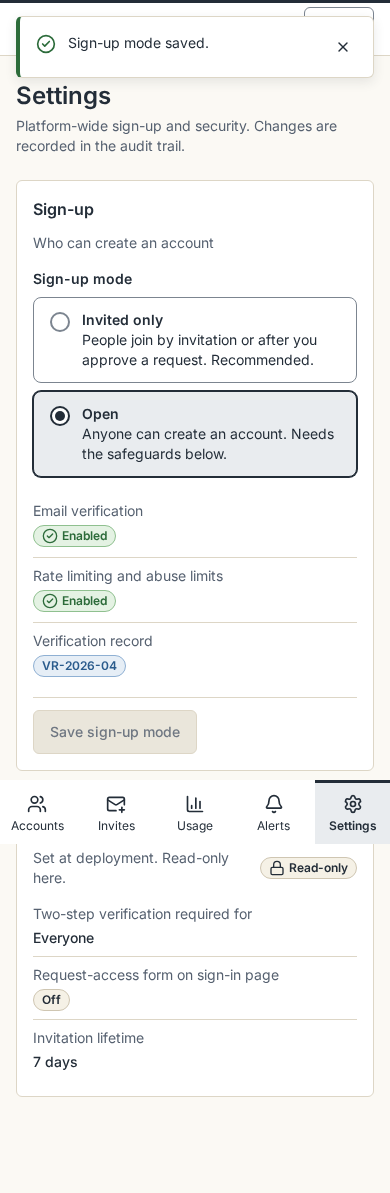 Sign-up mode saved.
Settings
Platform-wide sign-up and security. Changes are
recorded in the audit trail.
Sign-up
Who can create an account
Sign-up mode
Invited only
People join by invitation or after you
approve a request. Recommended.
Open
Anyone can create an account. Needs
the safeguards below.
Email verification
Enabled
Rate limiting and abuse limits
Enabled
Verification record
VR-2026-04
Save sign-up mode
Accounts
Invites
Usage
Alerts
Settings
Set at deployment. Read-only
here.
Read-only
Two-step verification required for
Everyone
Request-access form on sign-in page
Off
Invitation lifetime
7 days